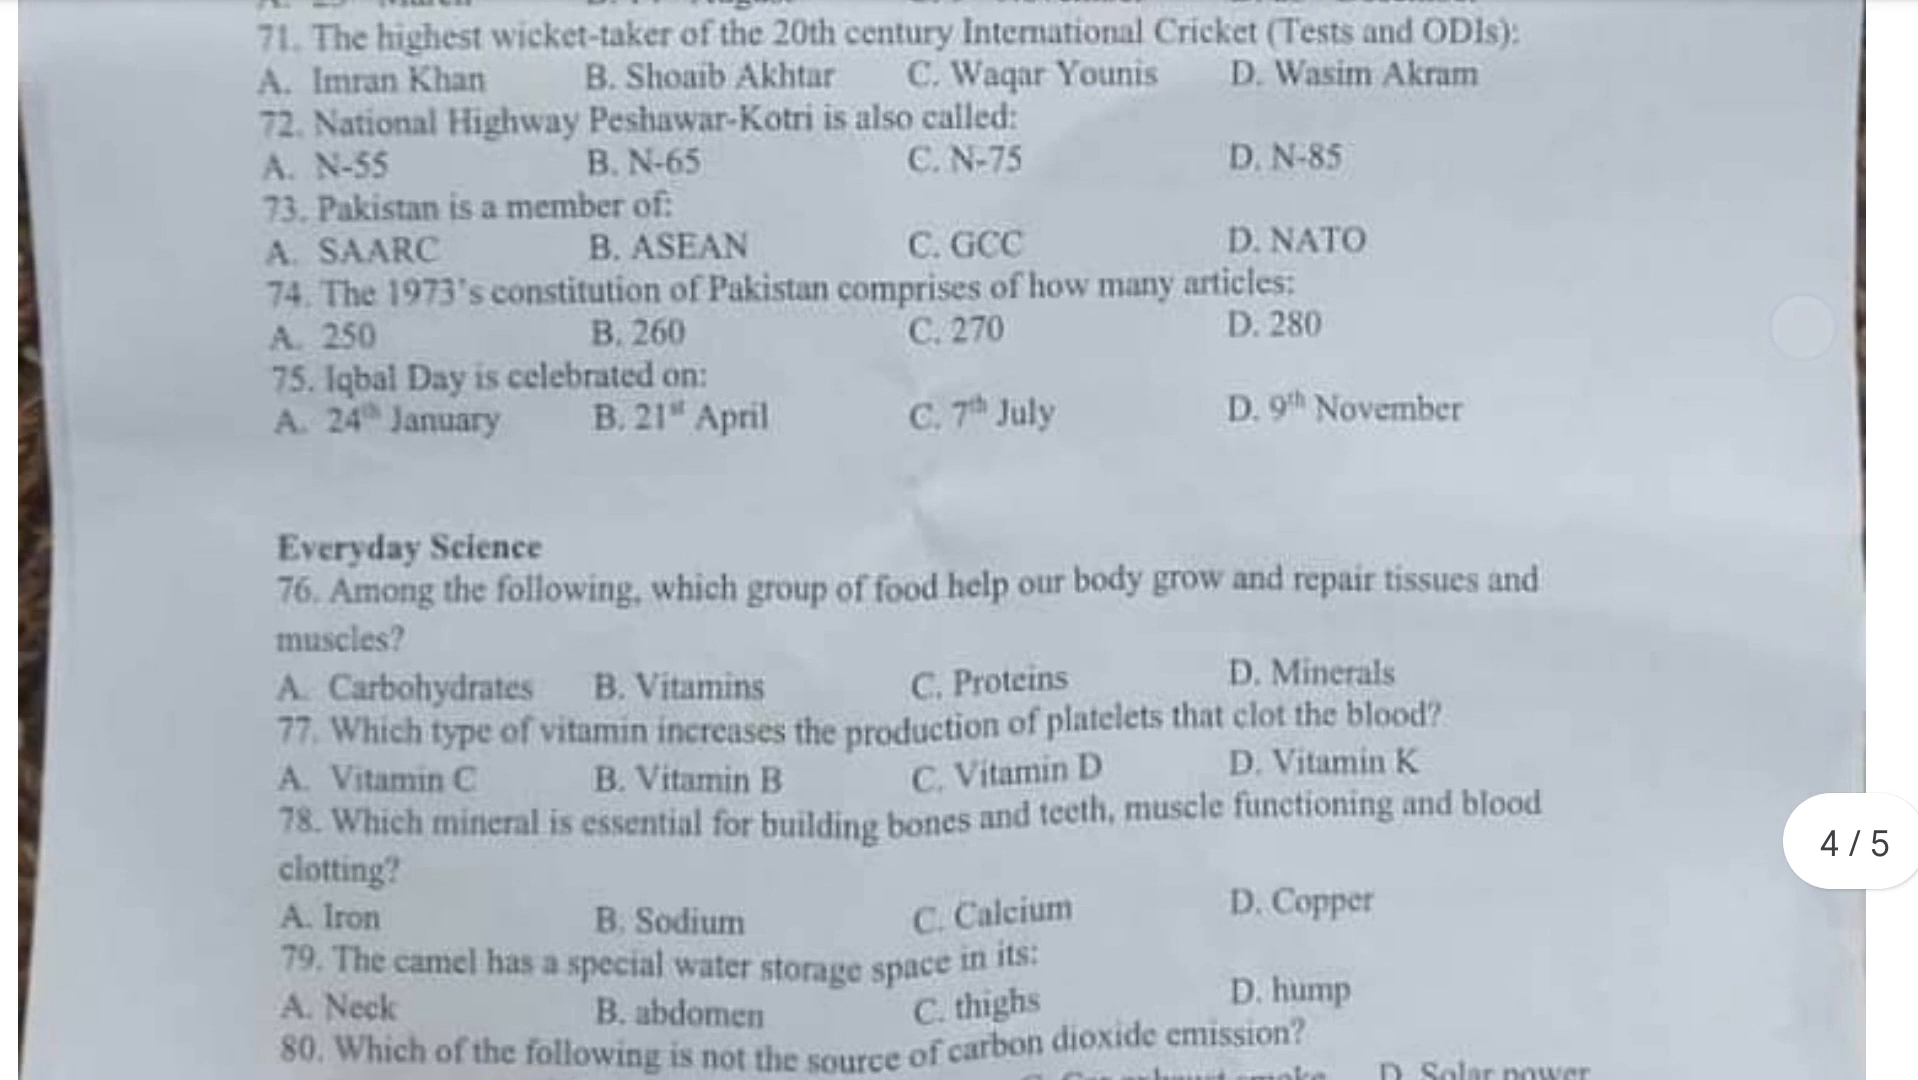 71. The highest wicket-taker of the 20th century International Cricket (Tests and ODIs):
A. Imran Khan B. Shoaib Akhtar C. Waqar Younis D. Wasim Akram
72. National Highway Peshawar-Kotri is also called:
A. N-55 B. N-65 C. N-75 D. N-85
73. Pakistan is a member of:
A. SAARC B. ASEAN C. GCC D. NATO
74. The 1973's constitution of Pakistan comprises of how many articles:
A. 250 B. 260 C. 270 D. 280
75. Iqbal Day is celebrated on:
A. 24th January B. 21st April C. 7th July D. 9th November
Everyday Science
76. Among the following, which group of food help our body grow and repair tissues and
muscles?
A. Carbohydrates B. Vitamins C. Proteins D. Minerals
77. Which type of vitamin increases the production of platelets that clot the blood?
A. Vitamin C B. Vitamin B C. Vitamin D D. Vitamin K
78. Which mineral is essential for building bones and teeth, muscle functioning and blood
clotting?
4 / 5
A. Iron B. Sodium C. Calcium D. Copper
79. The camel has a special water storage space in its:
A. Neck B. abdomen C. thighs D. hump
80. Which of the following is not the source of carbon dioxide emission?
D. Solar power